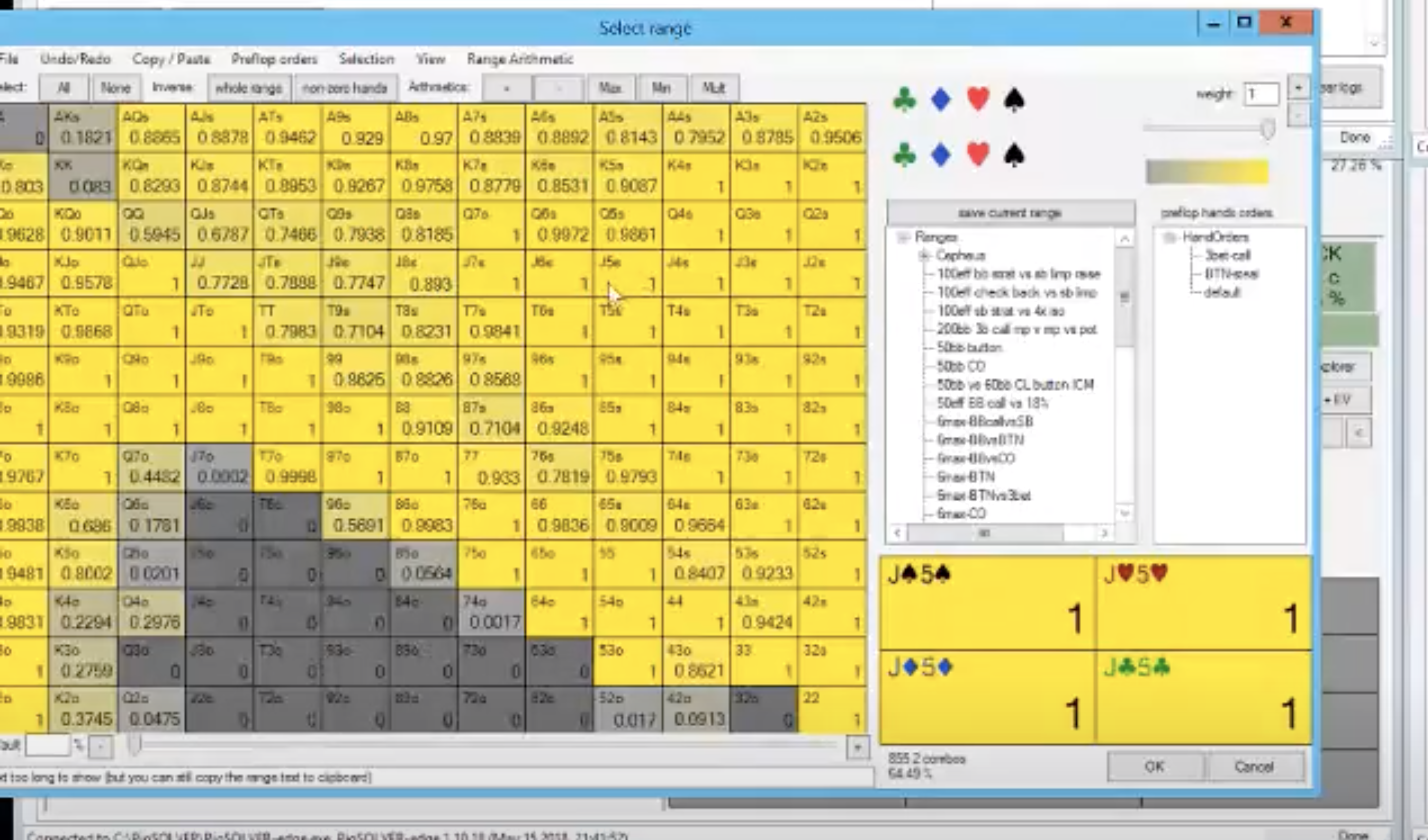 Select range
File Undo/Redo Copy / Paste Preflop orders Selection View Range Arithmetic
elect: All None Inverse: whole range non-zero hands Arithmetics: + - Max Min Mult
weight: 1 + -
ear logs
Done
27.26 %
A AKs AQs AJs ATs A9s A8s A7s A6s A5s A4s A3s A2s
0 0.1821 0.8865 0.8878 0.9462 0.929 0.97 0.8839 0.8892 0.8143 0.7952 0.8785 0.9506
Ko KK KQs KJs KTs K9s K8s K7s K6s K5s K4s K3s K2s
0.803 0.083 0.8293 0.8744 0.8953 0.9267 0.9758 0.8779 0.8531 0.9087 1 1 1
Qo KQo QQ QJs QTs Q9s Q8s Q7s Q6s Q5s Q4s Q3s Q2s
.9628 0.9011 0.5945 0.6787 0.7466 0.7938 0.8185 1 0.9972 0.9861 1 1 1
Jo KJo QJo JJ JTs J9s J8s J7s J6s J5s J4s J3s J2s
.9467 0.9578 1 0.7728 0.7888 0.7747 0.893 1 1 1 1 1 1
To KTo QTo JTo TT T9s T8s T7s T6s T5s T4s T3s T2s
.9319 0.9868 1 1 0.7983 0.7104 0.8231 0.9841 1 1 1 1 1
9o K9o Q9o J9o T9o 99 98s 97s 96s 95s 94s 93s 92s
.9986 1 1 1 1 0.8826 0.8568 1 1 1 1 1
8o K8o Q8o J8o T8o 98o 88 87s 86s 85s 84s 83s 82s
1 1 1 1 1 1 0.9109 0.7104 0.9248 1 1 1 1
7o K7o Q7o J7o T7o 97o 87o 77 76s 75s 74s 73s 72s
.9767 1 0.4482 0.0002 0.9998 1 1 0.933 0.7819 0.9793 1 1 1
6o K6o Q6o J6o T6o 96o 86o 76o 66 65s 64s 63s 62s
.9938 0.686 0.1781 0 0 0.5691 0.9983 1 0.9836 0.9009 0.9664 1 1
5o K5o Q5o J5o T5o 95o 85o 75o 65o 55 54s 53s 52s
.9481 0.8002 0.0201 0 0 0 0.0564 1 1 1 0.8407 0.9233 1
4o K4o Q4o J4o T4o 94o 84o 74o 64o 54o 44 43s 42s
.9831 0.2294 0.2976 0 0 0 0 0.0017 1 1 1 0.9424 1
3o K3o Q3o J3o T3o 93o 83o 73o 63o 53o 43o 33 32s
1 0.2759 0 0 0 0 0 0 0 1 0.8621 1 1
2o K2o Q2o J2o T2o 92o 82o 72o 62o 52o 42o 32o 22
1 0.3745 0.0475 0 0 0 0 0 0 0.017 0.0913 0 1
ault % - +
xt too long to show (but you can still copy the range text to clipboard)
save current range
Ranges
Cepheus
100eff bb strat vs sb limp raise
100eff check back vs sb limp
100eff sb strat vs 4x iso
200bb 3b call mp v mp vs pot
50bb button
50bb CO
50bb vs 60bb CL button ICM
50eff BB call vs 18%
6max-BBcallvsSB
6max-BBvsBTN
6max-BBvsCO
6max-BTN
6max-BTNvs3bet
6max-CO
preflop hands orders
HandOrders
3bet-call
BTN-steal
default
J♠5♠ 1
J♥5♥ 1
J♦5♦ 1
J♣5♣ 1
855.2 combos
64.49 %
OK Cancel
CK
C
%
plorer
+ EV
<
Connected to C:\PioSOLVER\PioSOLVER-edge.exe, PioSOLVER-edge 1.10.18 (May 15 2018,
Done